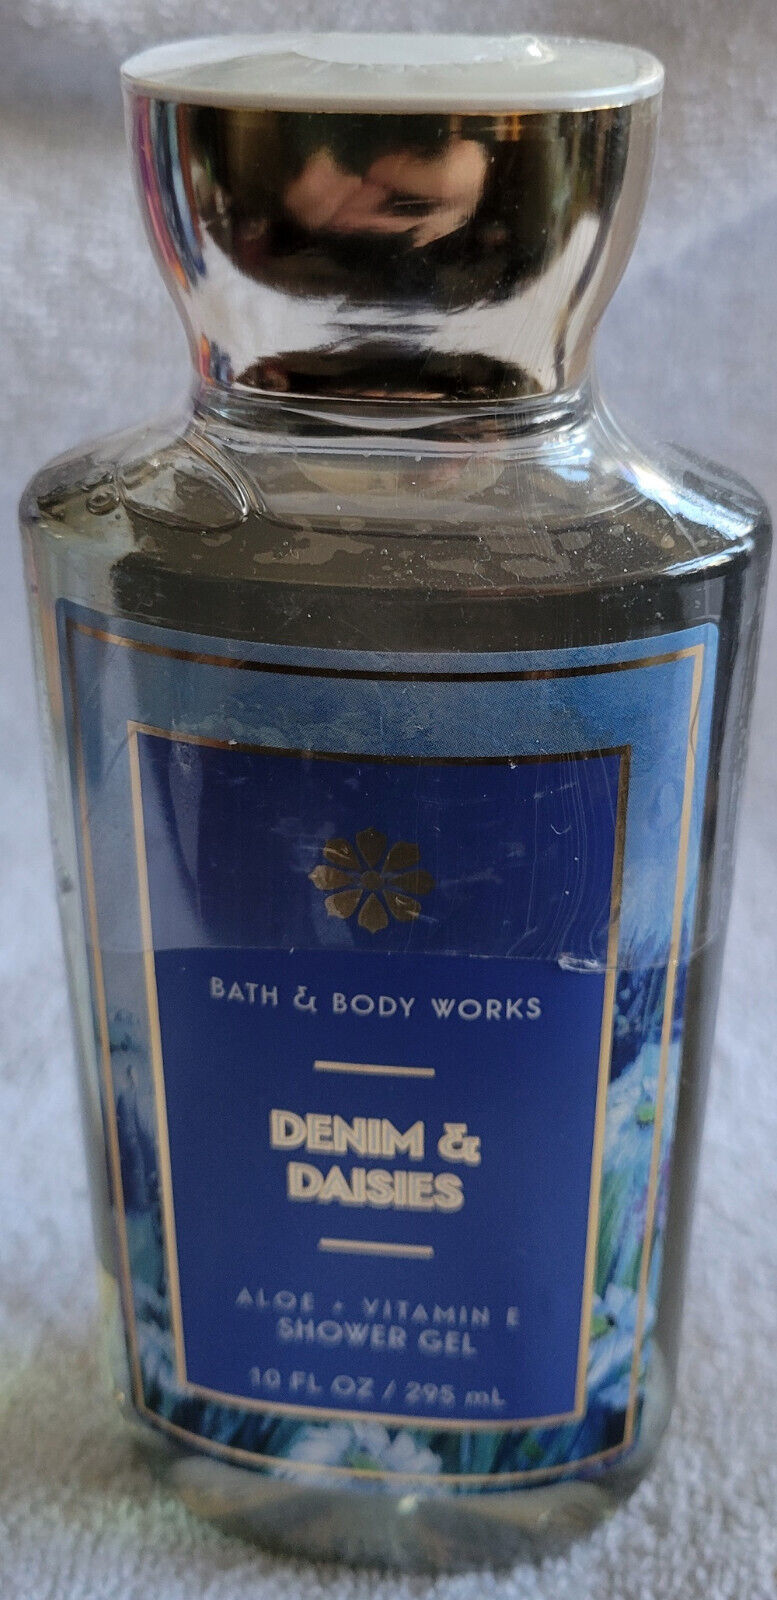 BATH & BODY WORKS
DENIM &
DAISIES
ALOE + VITAMIN E
SHOWER GEL
10 FL OZ / 295 mL